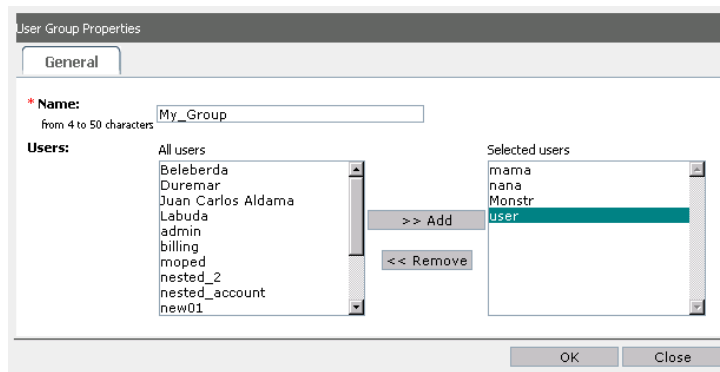 User Group Properties
General
* Name:
from 4 to 50 characters
My_Group
Users:
All users
Beleberda
Duremar
Juan Carlos Aldama
Labuda
admin
billing
moped
nested_2
nested_account
new01
>> Add
<< Remove
Selected users
mama
nana
Monstr
user
OK
Close